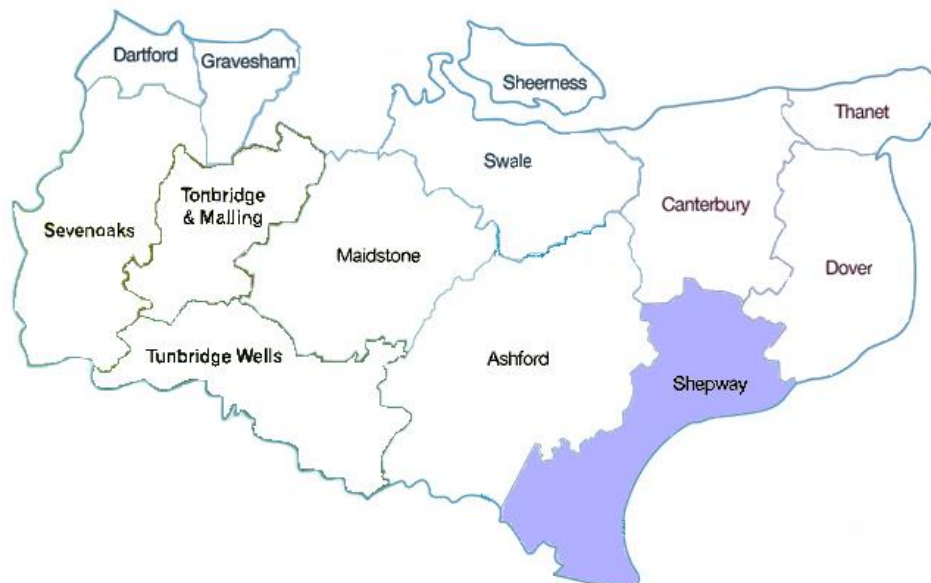 Dartford
Gravesham
Sheerness
Thanet
Swale
Tonbridge
& Malling
Canterbury
Sevenoaks
Maidstone
Dover
Tunbridge Wells
Ashford
Shepway